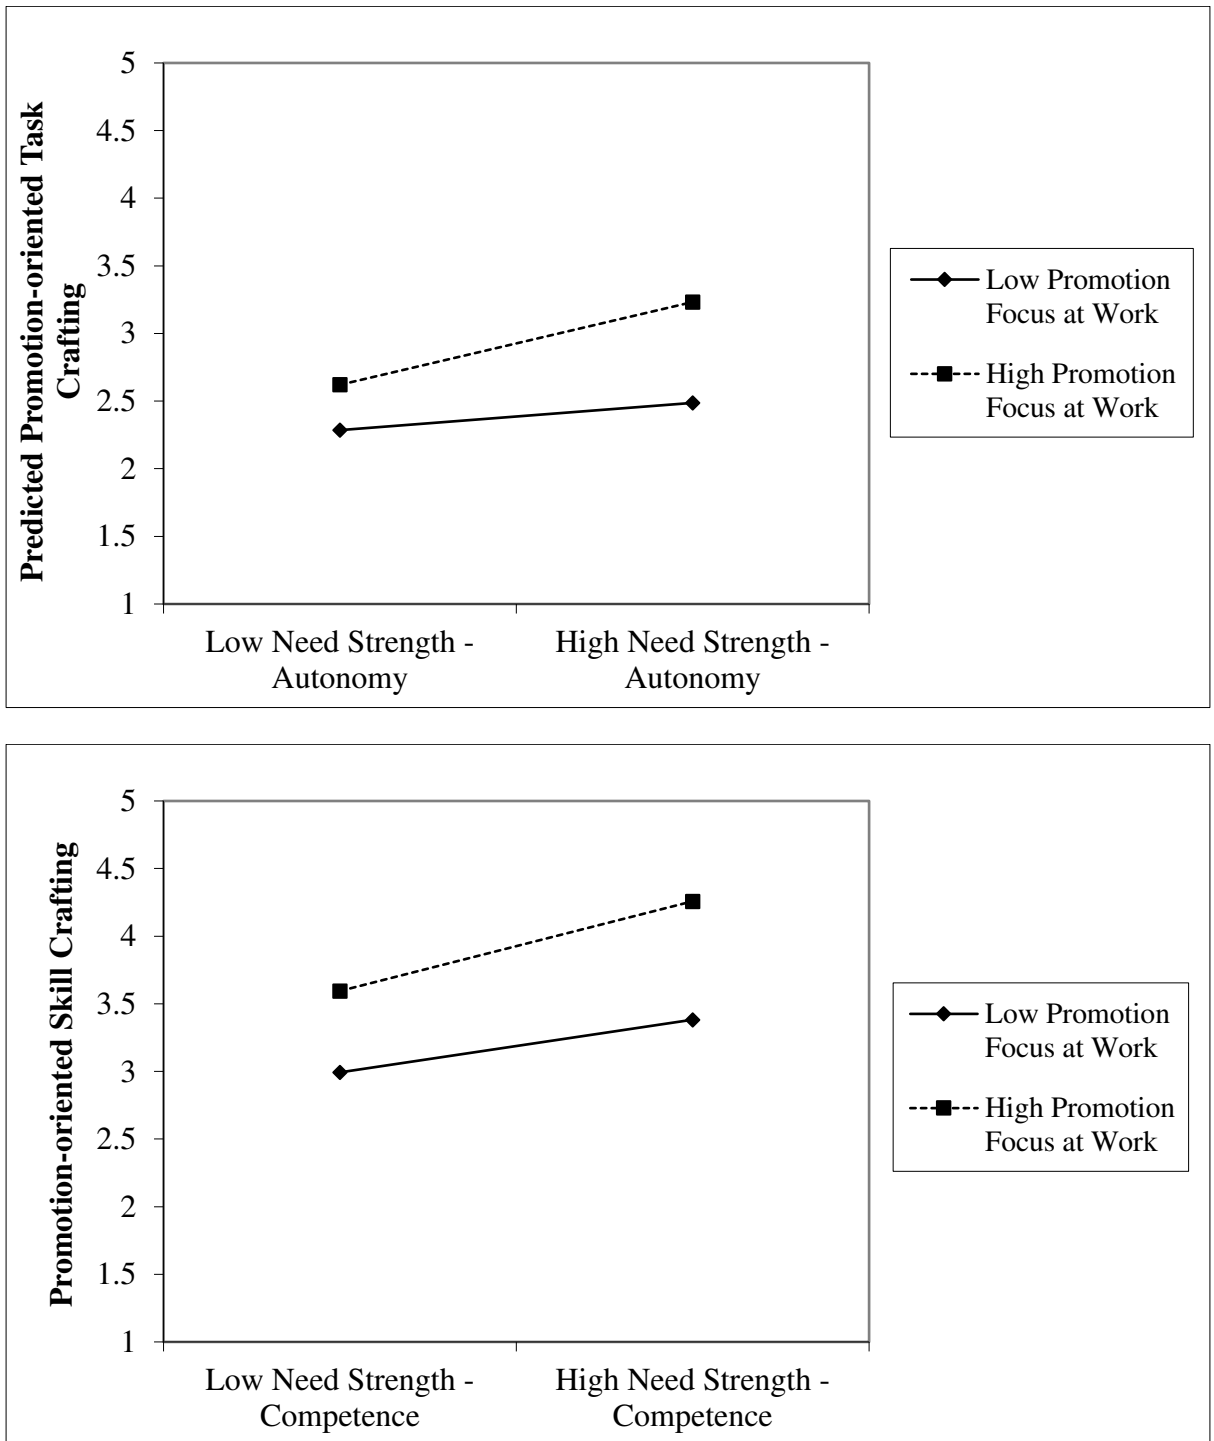 Predicted Promotion-oriented Task
Crafting
5
4.5
4
3.5
3
2.5
2
1.5
1
Low Need Strength -
Autonomy
High Need Strength -
Autonomy
Low Promotion
Focus at Work
High Promotion
Focus at Work
Promotion-oriented Skill Crafting
5
4.5
4
3.5
3
2.5
2
1.5
1
Low Need Strength -
Competence
High Need Strength -
Competence
Low Promotion
Focus at Work
High Promotion
Focus at Work